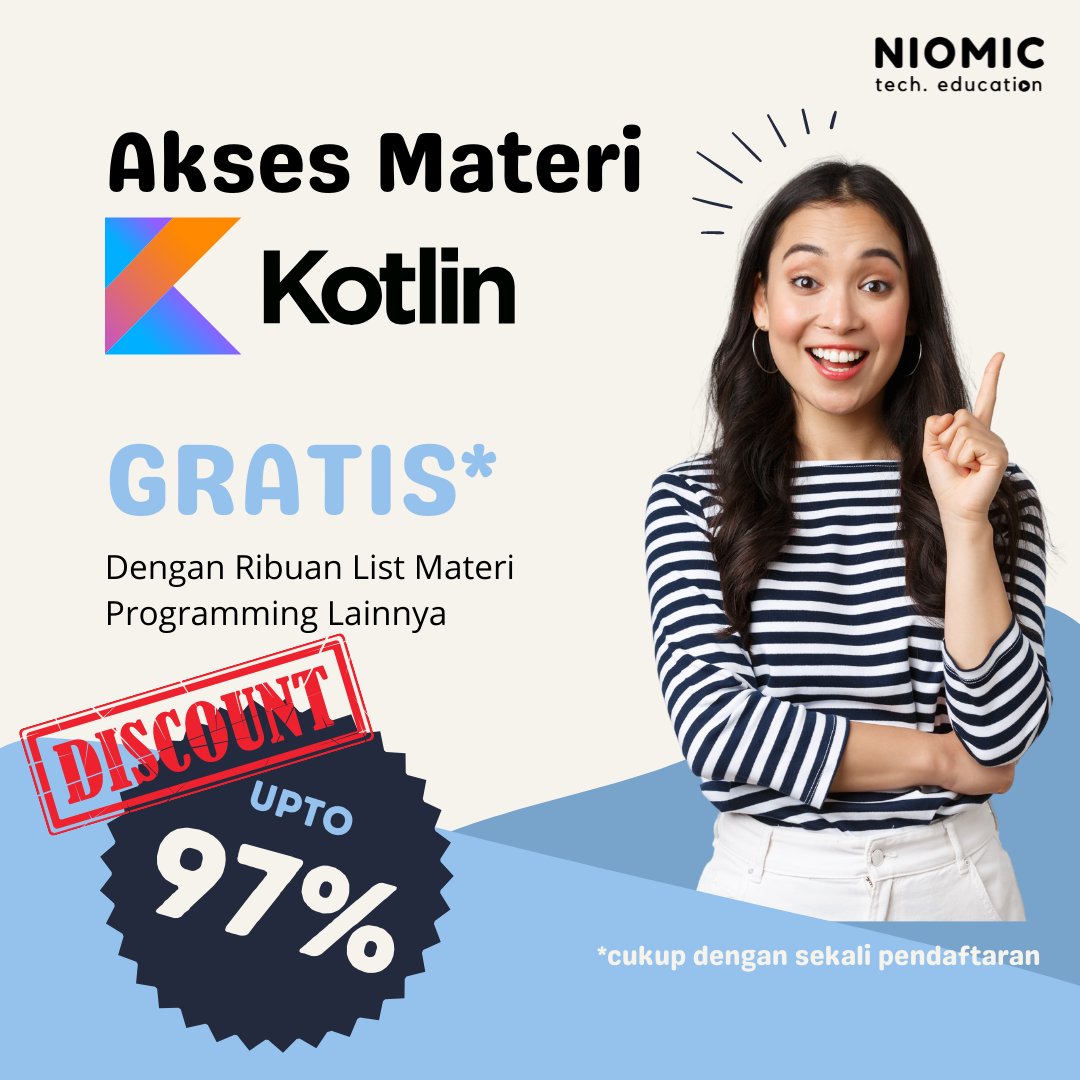 NIOMIC
tech. education
Akses Materi
Kotlin
GRATIS*
Dengan Ribuan List Materi
Programming Lainnya
DISCOUNT
UPTO
97%
*cukup dengan sekali pendaftaran